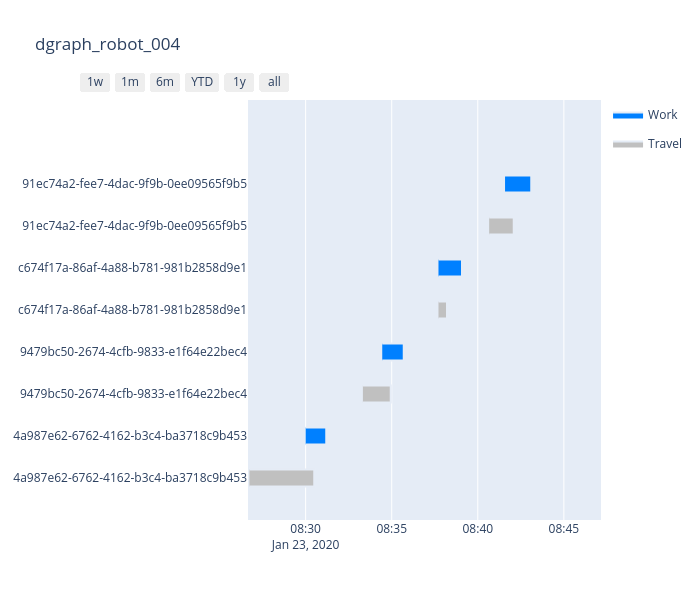 dgraph_robot_004
1w 1m 6m YTD 1y all
Work
Travel
91ec74a2-fee7-4dac-9f9b-0ee09565f9b5
91ec74a2-fee7-4dac-9f9b-0ee09565f9b5
c674f17a-86af-4a88-b781-981b2858d9e1
c674f17a-86af-4a88-b781-981b2858d9e1
9479bc50-2674-4cfb-9833-e1f64e22bec4
9479bc50-2674-4cfb-9833-e1f64e22bec4
4a987e62-6762-4162-b3c4-ba3718c9b453
4a987e62-6762-4162-b3c4-ba3718c9b453
08:30 08:35 08:40 08:45
Jan 23, 2020